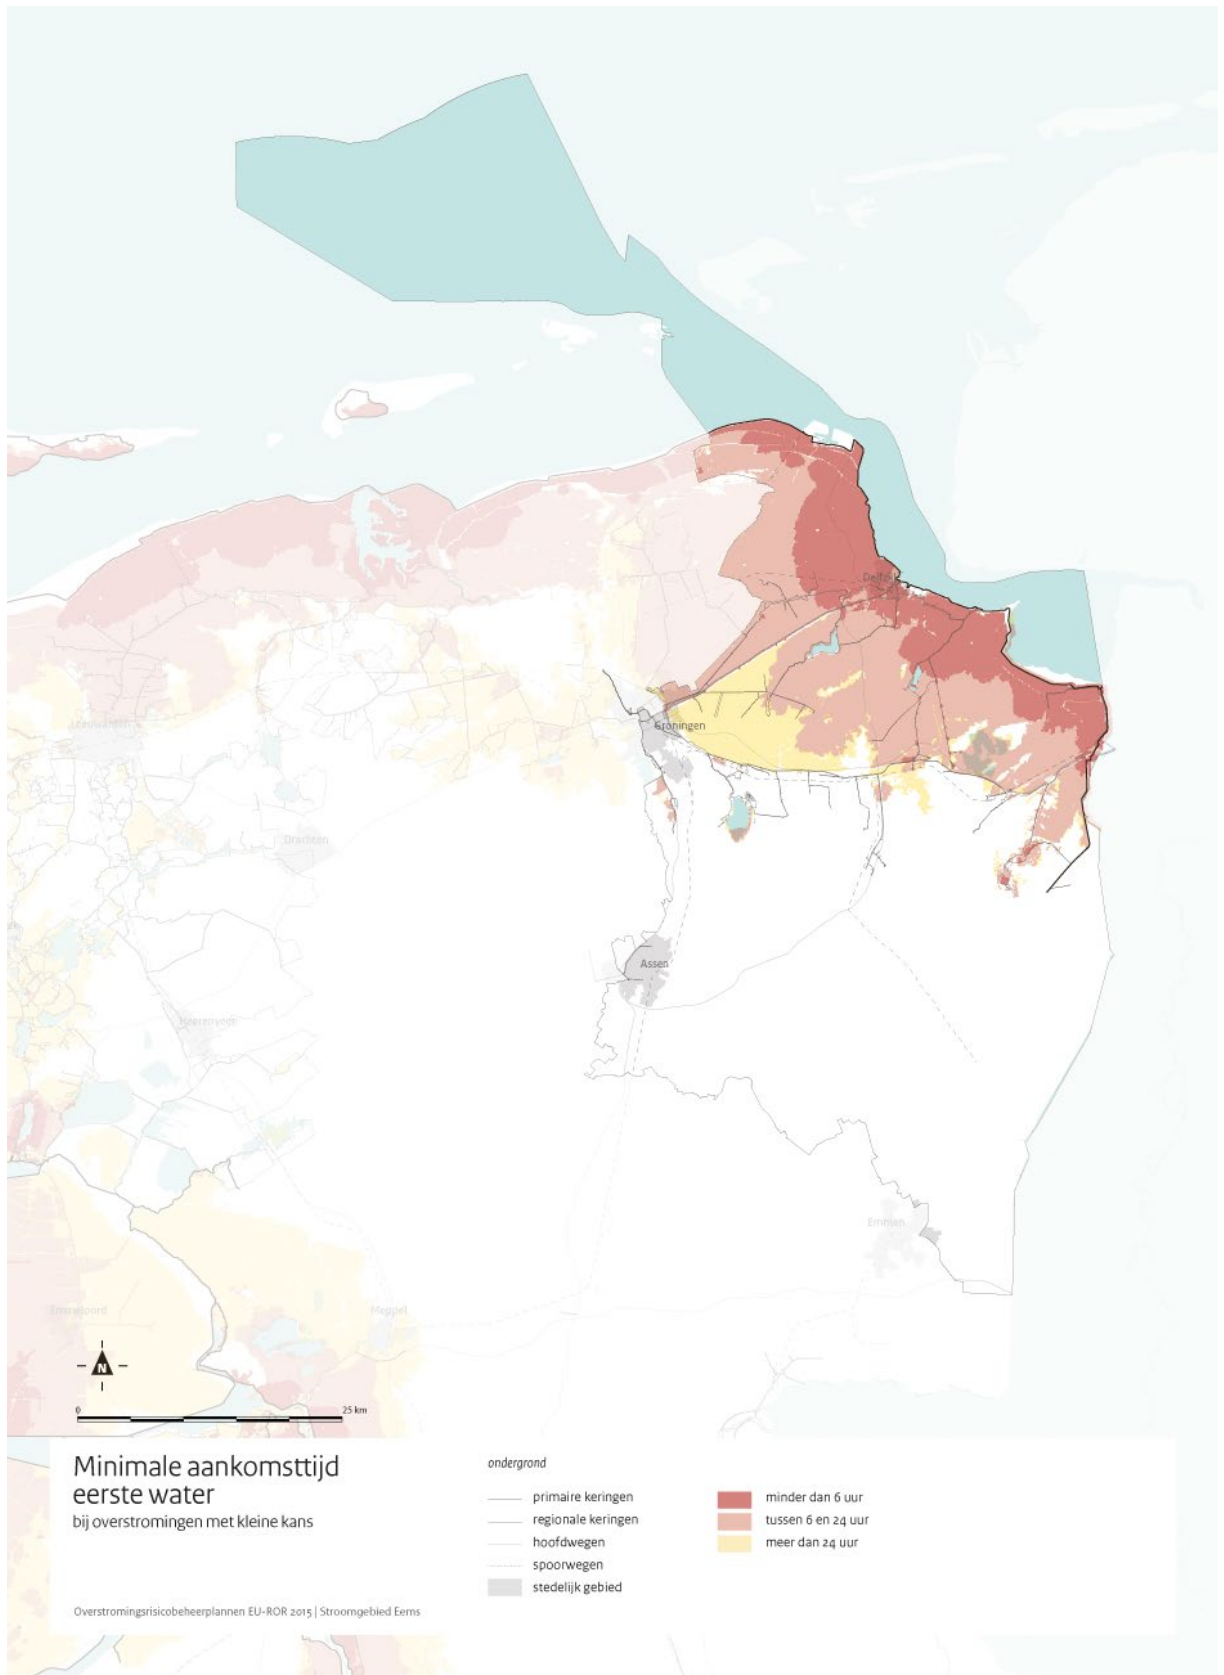 Delfzijl
Groningen
Leeuwarden
Drachten
Assen
Heerenveen
Emmen
Emmeloord
Meppel
N
0 25 km
Minimale aankomsttijd
eerste water
bij overstromingen met kleine kans
Overstromingsrisicobeheerplannen EU-ROR 2015 | Stroomgebied Eems
ondergrond
primaire keringen
regionale keringen
hoofdwegen
spoorwegen
stedelijk gebied
minder dan 6 uur
tussen 6 en 24 uur
meer dan 24 uur